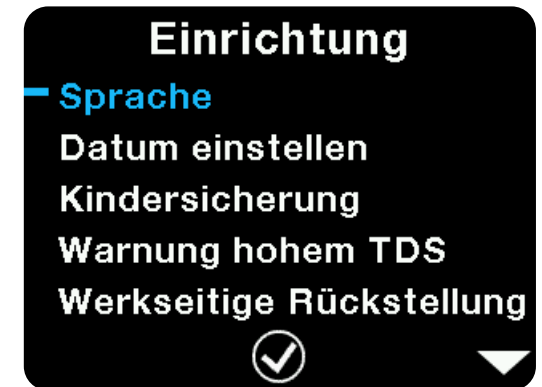 Einrichtung
Sprache
Datum einstellen
Kindersicherung
Warnung hohem TDS
Werkseitige Rückstellung